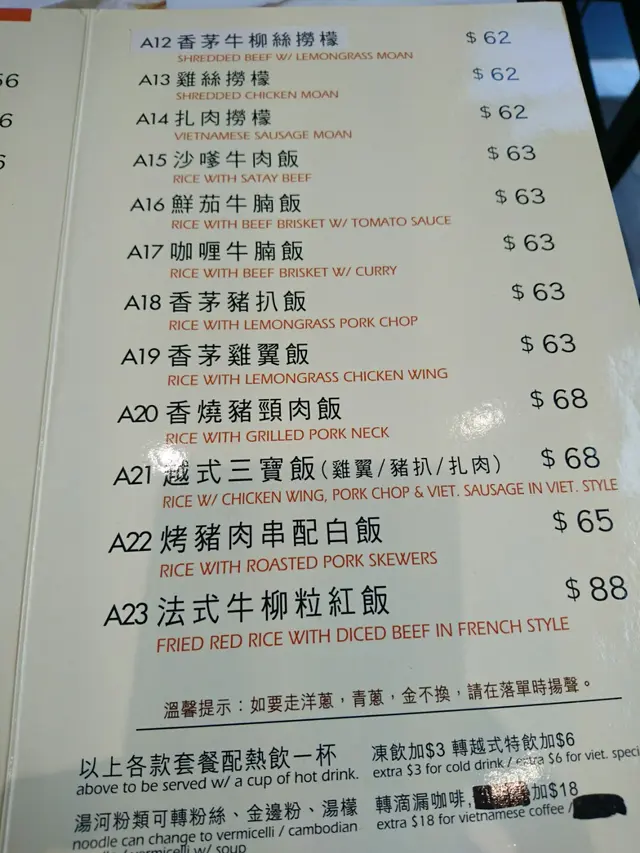 56
6
A12 香茅牛柳絲撈檬 $ 62
SHREDDED BEEF W/ LEMONGRASS MOAN
A13 雞絲撈檬 $ 62
SHREDDED CHICKEN MOAN
A14 扎肉撈檬 $ 62
VIETNAMESE SAUSAGE MOAN
A15 沙嗲牛肉飯 $ 63
RICE WITH SATAY BEEF
A16 鮮茄牛腩飯 $ 63
RICE WITH BEEF BRISKET W/ TOMATO SAUCE
A17 咖喱牛腩飯 $ 63
RICE WITH BEEF BRISKET W/ CURRY
A18 香茅豬扒飯 $ 63
RICE WITH LEMONGRASS PORK CHOP
A19 香茅雞翼飯 $ 63
RICE WITH LEMONGRASS CHICKEN WING
A20 香燒豬頸肉飯 $ 68
RICE WITH GRILLED PORK NECK
A21 越式三寶飯(雞翼/豬扒/扎肉) $ 68
RICE W/ CHICKEN WING, PORK CHOP & VIET. SAUSAGE IN VIET. STYLE
A22 烤豬肉串配白飯 $ 65
RICE WITH ROASTED PORK SKEWERS
A23 法式牛柳粒紅飯 $ 88
FRIED RED RICE WITH DICED BEEF IN FRENCH STYLE
溫馨提示：如要走洋蔥，青蔥，金不換，請在落單時揚聲。
以上各款套餐配熱飲一杯
above to be served w/ a cup of hot drink.
湯河粉類可轉粉絲、金邊粉、湯檬
noodle can change to vermicelli / cambodian
vermicelli w/ soup
凍飲加$3 轉越式特飲加$6
extra $3 for cold drink / extra $6 for viet. speci
轉滴漏咖啡, 加$18
extra $18 for vietnamese coffee /